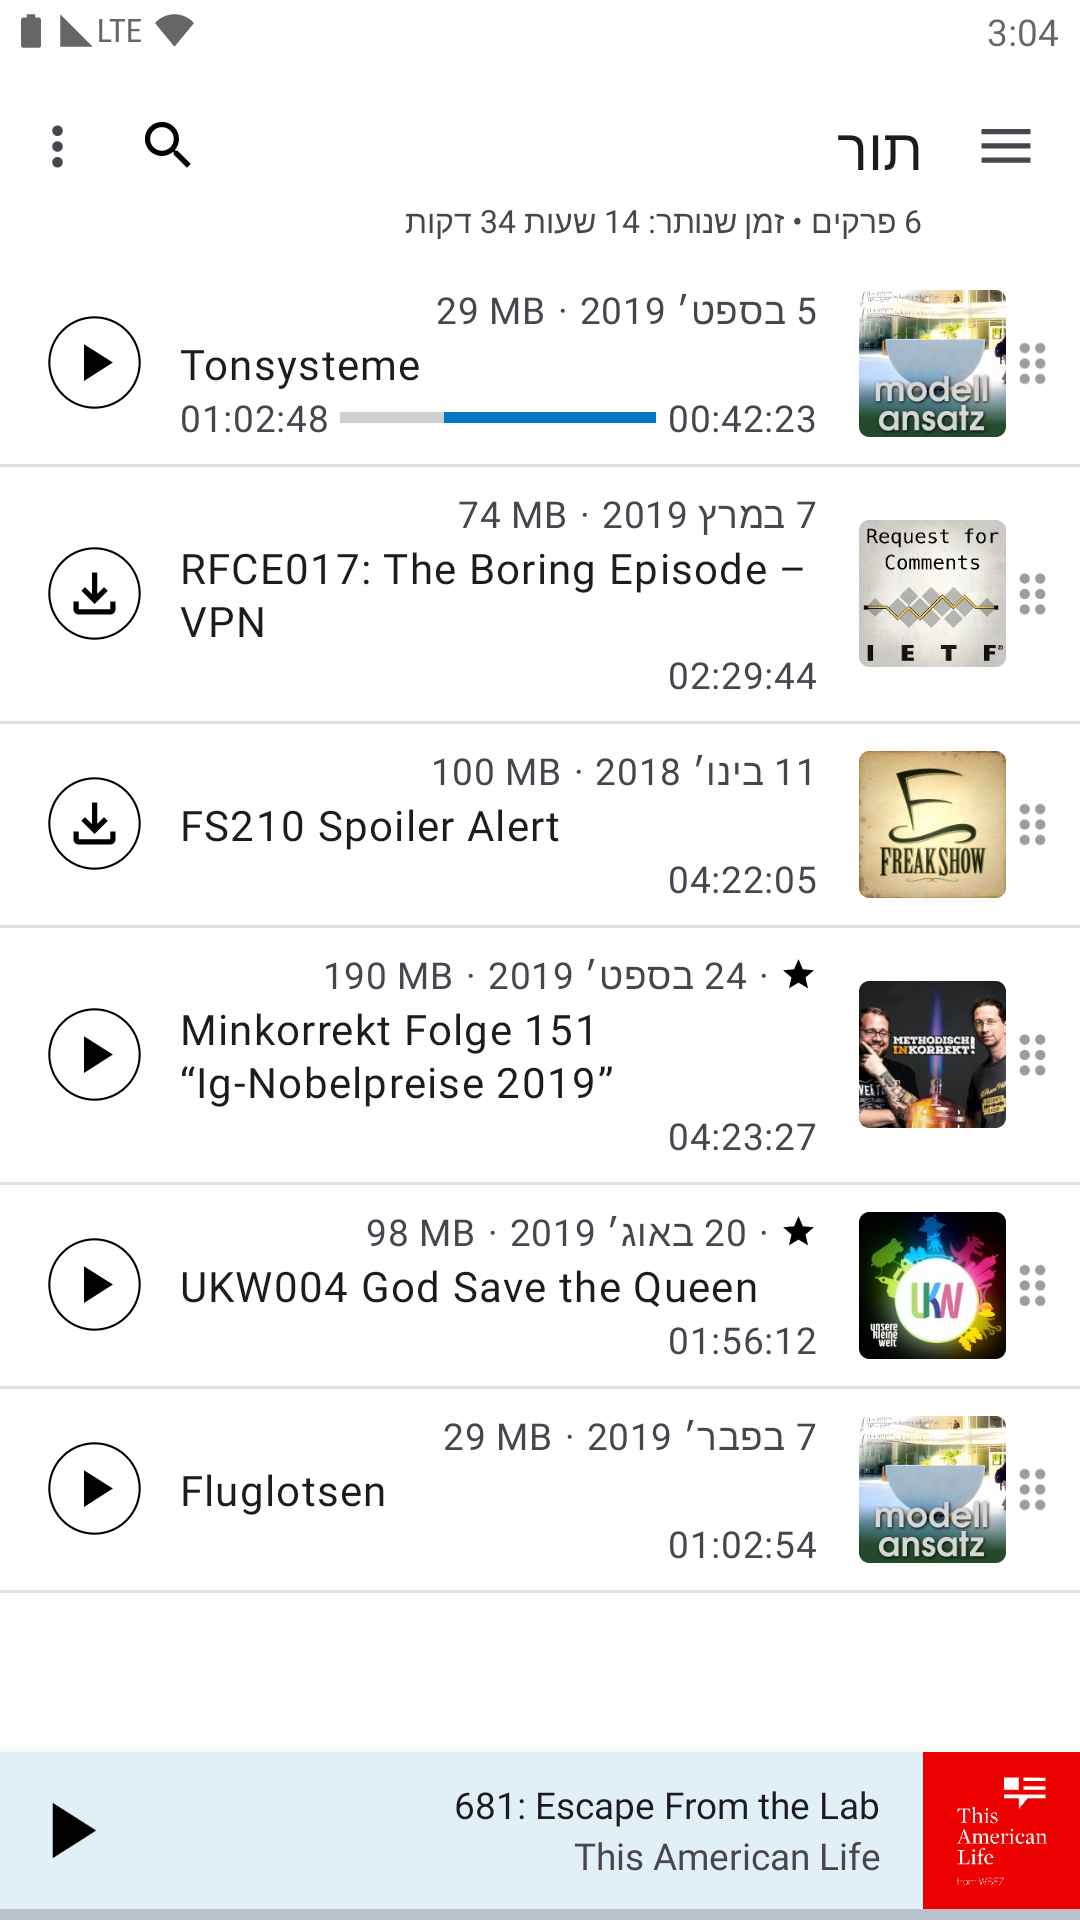 LTE
3:04
תור
6 פרקים • זמן שנותר: 14 שעות 34 דקות
5 בספט׳ 2019 · 29 MB
Tonsysteme
01:02:48
00:42:23
modell
ansatz
7 במרץ 2019 · 74 MB
RFCE017: The Boring Episode –
VPN
02:29:44
Request for
Comments
I E T F
11 בינו׳ 2018 · 100 MB
FS210 Spoiler Alert
04:22:05
FREAK SHOW
★ · 24 בספט׳ 2019 · 190 MB
Minkorrekt Folge 151
“Ig-Nobelpreise 2019”
04:23:27
METHODISCH
INKORREKT!
★ · 20 באוג׳ 2019 · 98 MB
UKW004 God Save the Queen
01:56:12
UKW
unsere
kleine
welt
7 בפבר׳ 2019 · 29 MB
Fluglotsen
01:02:54
modell
ansatz
681: Escape From the Lab
This American Life
This
American
Life
from WBEZ